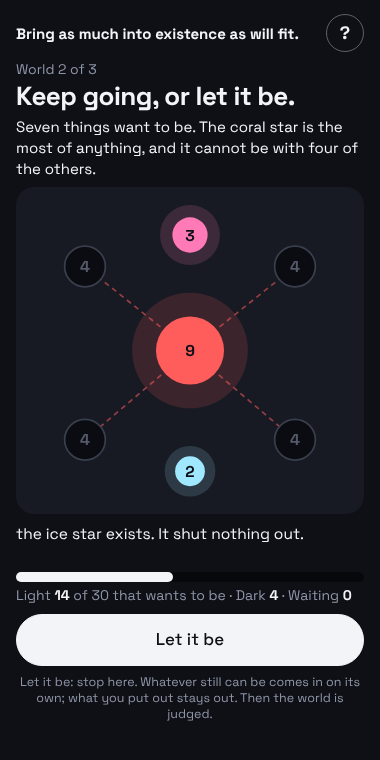 Bring as much into existence as will fit.
?
World 2 of 3
Keep going, or let it be.
Seven things want to be. The coral star is the
most of anything, and it cannot be with four of
the others.
3
4
4
9
4
4
2
the ice star exists. It shut nothing out.
Light 14 of 30 that wants to be · Dark 4 · Waiting 0
Let it be
Let it be: stop here. Whatever still can be comes in on its
own; what you put out stays out. Then the world is
judged.